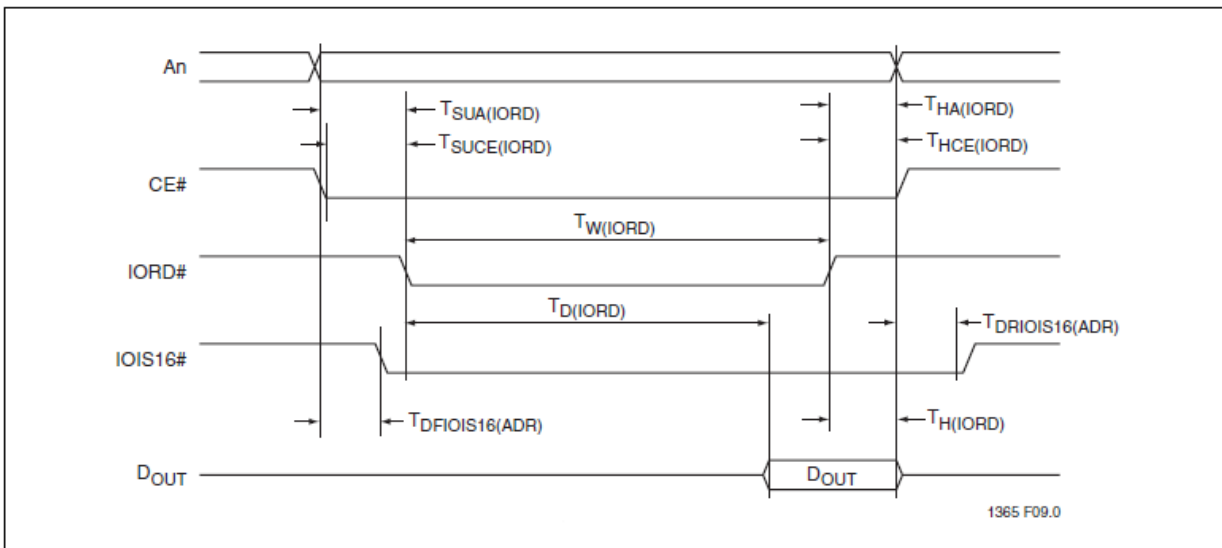 An
TSUA(IORD)
THA(IORD)
TSUCE(IORD)
THCE(IORD)
CE#
TW(IORD)
IORD#
TD(IORD)
TDRIOIS16(ADR)
IOIS16#
TDFIOIS16(ADR)
TH(IORD)
DOUT
DOUT
1365 F09.0